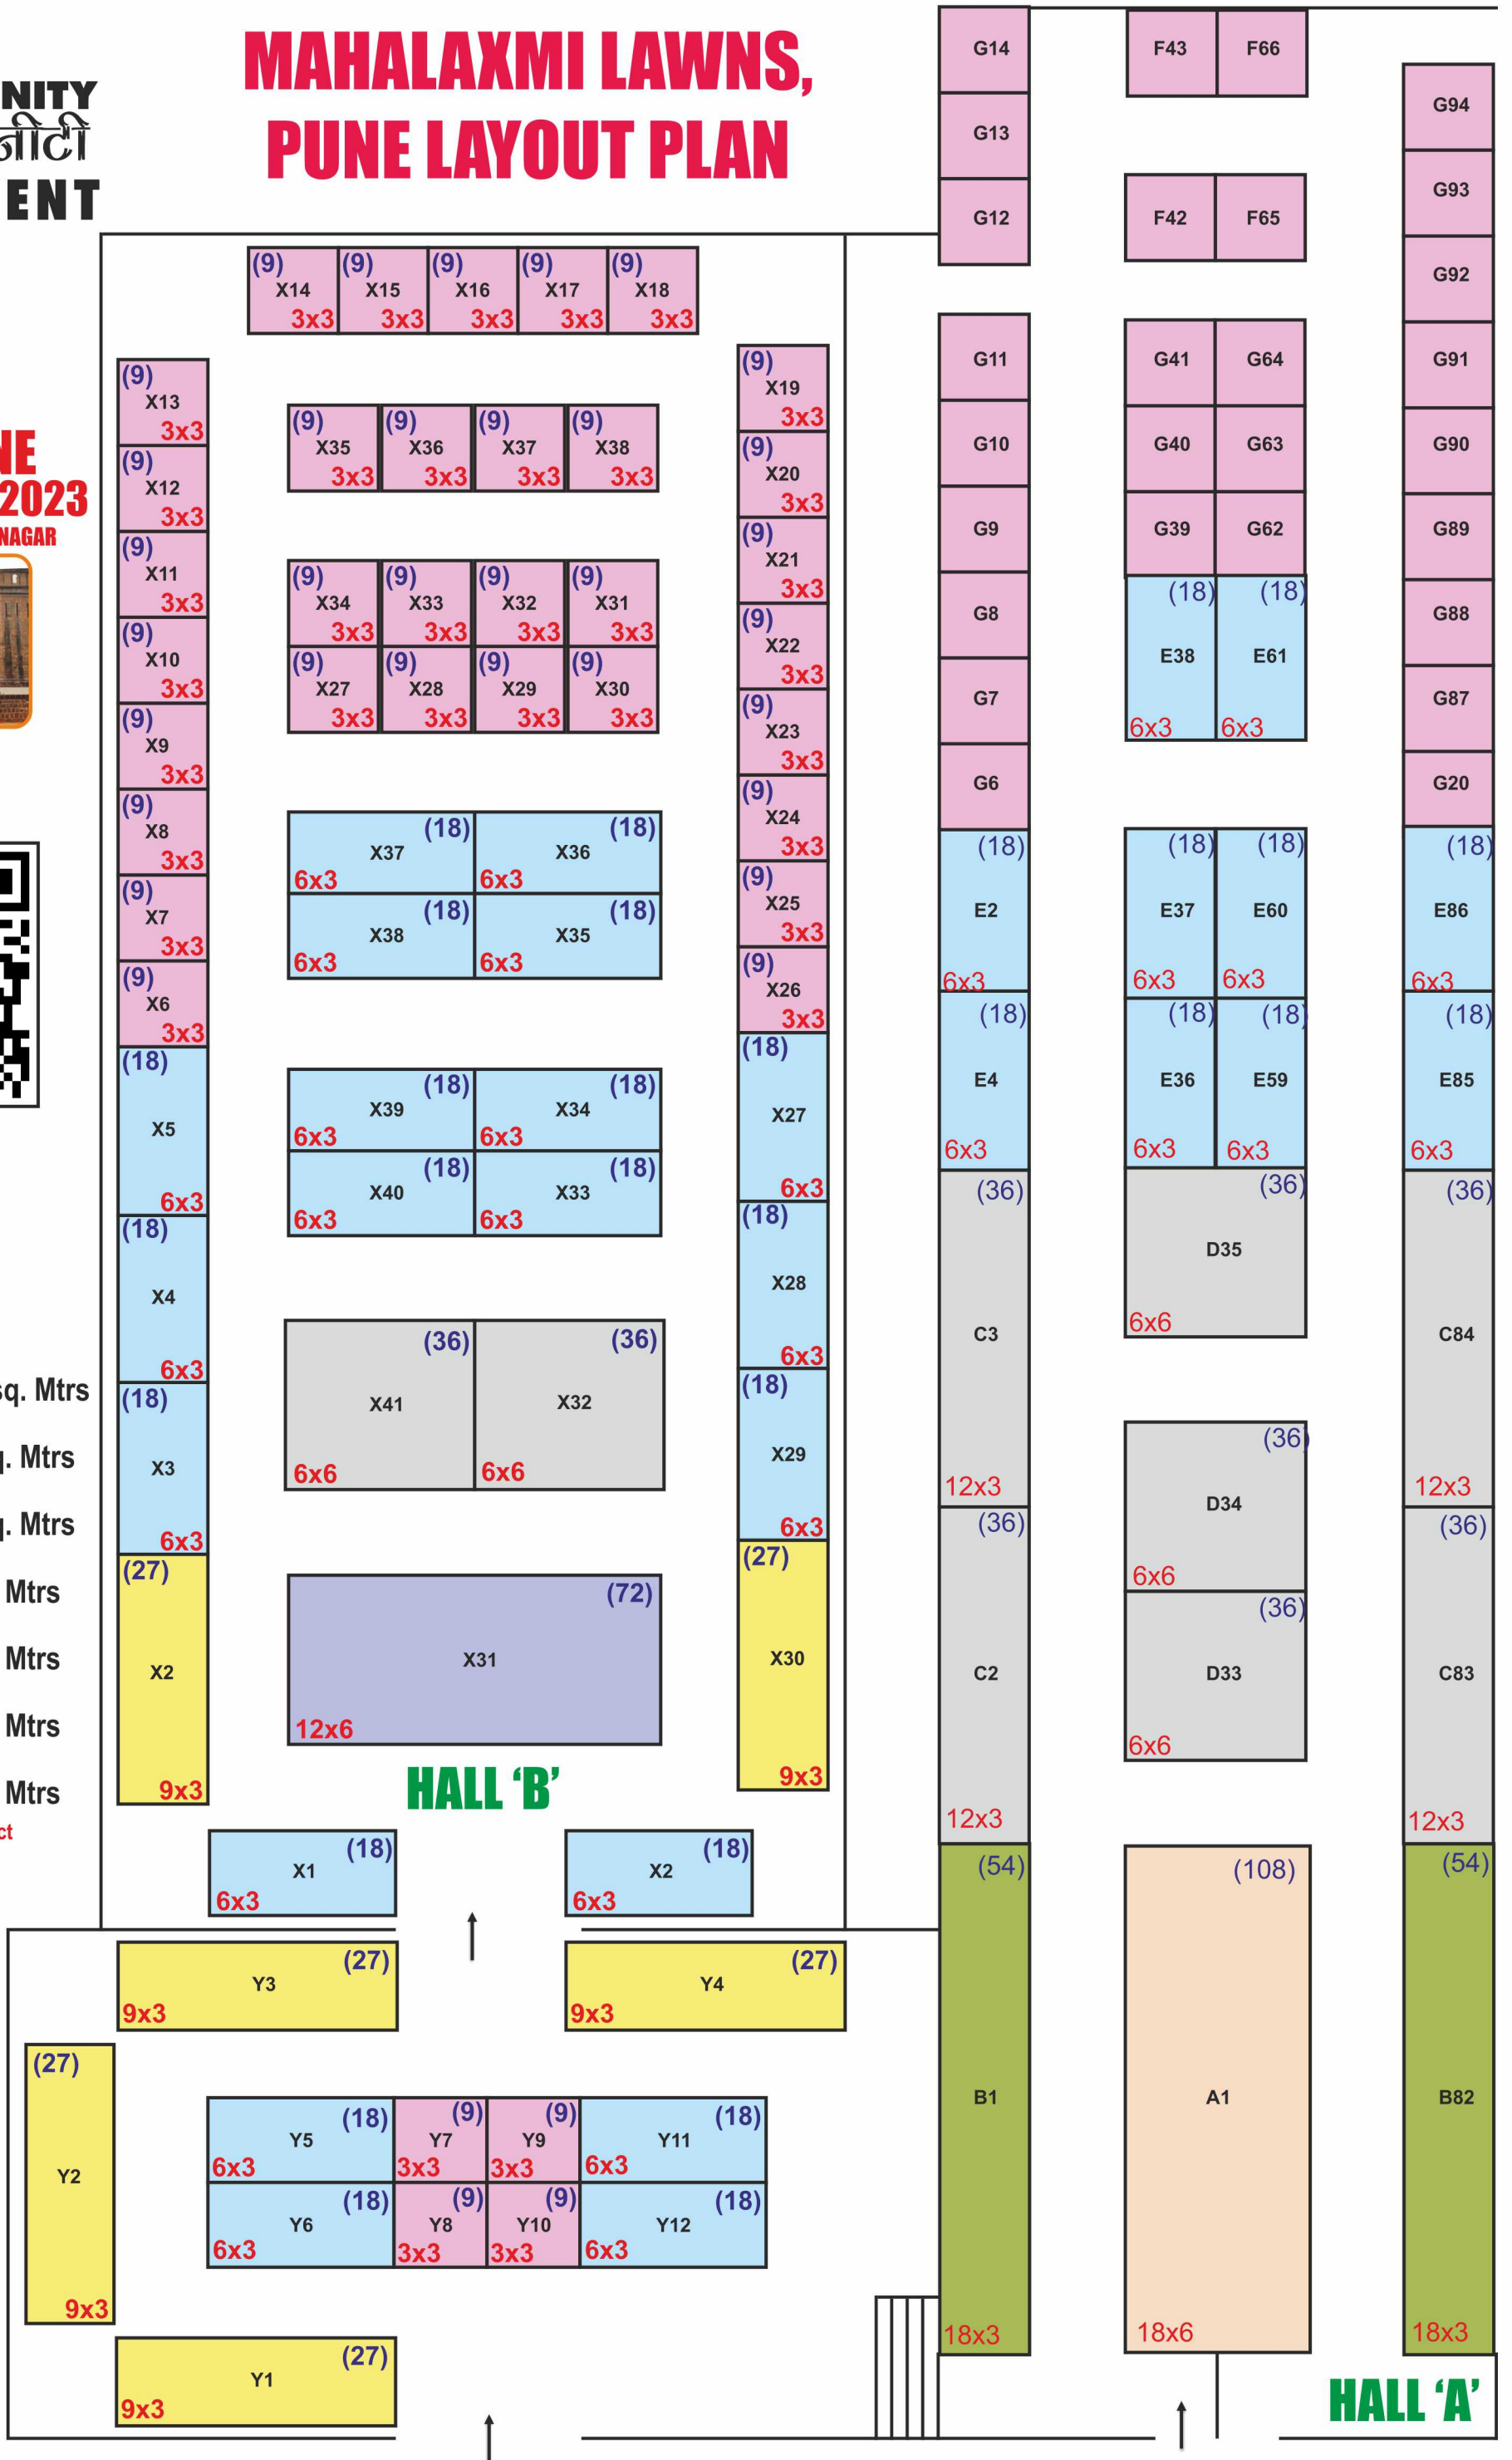 MAHALAXMI LAWNS,
PUNE LAYOUT PLAN
NITY
ENT
NE
2023
NAGAR
sq. Mtrs
q. Mtrs
q. Mtrs
Mtrs
Mtrs
Mtrs
Mtrs
ct
(9) (9) (9) (9) (9)
X14 X15 X16 X17 X18
3x3 3x3 3x3 3x3 3x3
(9)
X13
3x3
(9)
X12
3x3
(9)
X11
3x3
(9)
X10
3x3
(9)
X9
3x3
(9)
X8
3x3
(9)
X7
3x3
(9)
X6
3x3
(18)
X5
6x3
(18)
X4
6x3
(18)
X3
6x3
(27)
X2
9x3
(9) (9) (9) (9)
X35 X36 X37 X38
3x3 3x3 3x3 3x3
(9) (9) (9) (9)
X34 X33 X32 X31
3x3 3x3 3x3 3x3
(9) (9) (9) (9)
X27 X28 X29 X30
3x3 3x3 3x3 3x3
(18) (18)
X37 X36
6x3 6x3
(18) (18)
X38 X35
6x3 6x3
(18) (18)
X39 X34
6x3 6x3
(18) (18)
X40 X33
6x3 6x3
(36) (36)
X41 X32
6x6 6x6
(72)
X31
12x6
HALL ‘B’
(9)
X19
3x3
(9)
X20
3x3
(9)
X21
3x3
(9)
X22
3x3
(9)
X23
3x3
(9)
X24
3x3
(9)
X25
3x3
(9)
X26
3x3
(18)
X27
6x3
(18)
X28
6x3
(18)
X29
6x3
(27)
X30
9x3
(18) (18)
X1 X2
6x3 6x3
(27) (27)
Y3 Y4
9x3 9x3
(27)
Y2
9x3
(18) (9) (9) (18)
Y5 Y7 Y9 Y11
6x3 3x3 3x3 6x3
(18) (9) (9) (18)
Y6 Y8 Y10 Y12
6x3 3x3 3x3 6x3
(27)
Y1
9x3
G14
G13
G12
G11
G10
G9
G8
G7
G6
(18)
E2
6x3
(18)
E4
6x3
(36)
C3
12x3
(36)
C2
12x3
(54)
B1
18x3
F43 F66
F42 F65
G41 G64
G40 G63
G39 G62
(18) (18)
E38 E61
6x3 6x3
(18) (18)
E37 E60
6x3 6x3
(18) (18)
E36 E59
6x3 6x3
(36)
D35
6x6
(36)
D34
6x6
(36)
D33
6x6
(108)
A1
18x6
G94
G93
G92
G91
G90
G89
G88
G87
G20
(18)
E86
6x3
(18)
E85
6x3
(36)
C84
12x3
(36)
C83
12x3
(54)
B82
18x3
HALL ‘A’